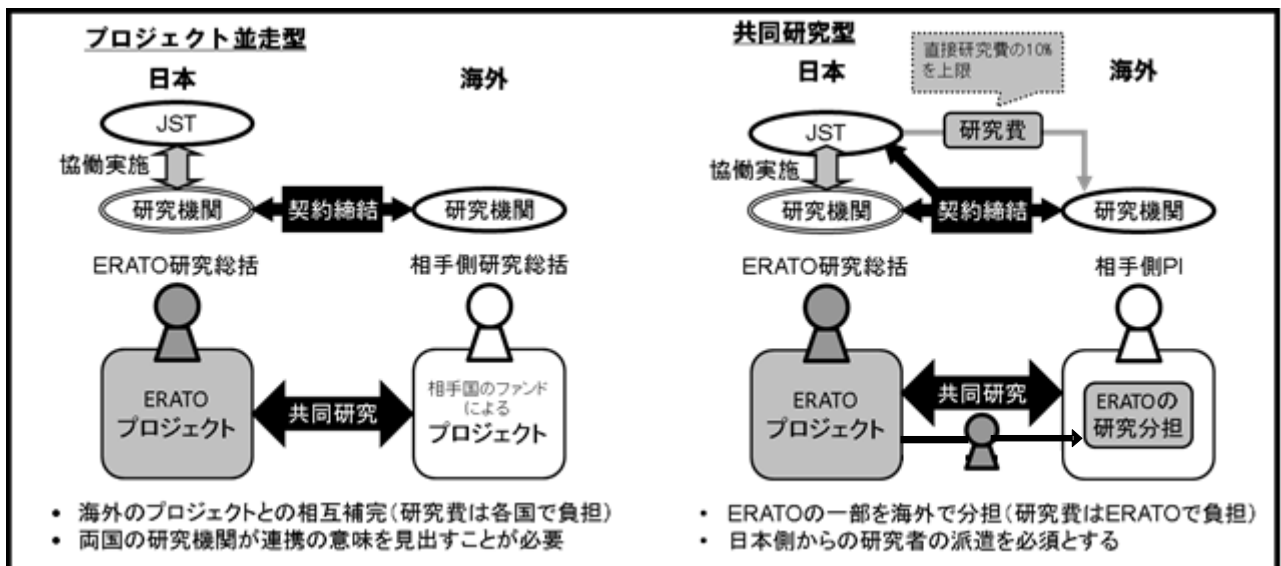 プロジェクト並走型
日本
海外
JST
協働実施
研究機関
契約締結
研究機関
ERATO研究総括
相手側研究総括
ERATO
プロジェクト
共同研究
相手国のファンド
による
プロジェクト
• 海外のプロジェクトとの相互補完(研究費は各国で負担)
• 両国の研究機関が連携の意味を見出すことが必要
共同研究型
日本
直接研究費の10%
を上限
海外
JST
研究費
協働実施
研究機関
契約締結
研究機関
ERATO研究総括
相手側PI
ERATO
プロジェクト
共同研究
ERATOの
研究分担
• ERATOの一部を海外で分担(研究費はERATOで負担)
• 日本側からの研究者の派遣を必須とする